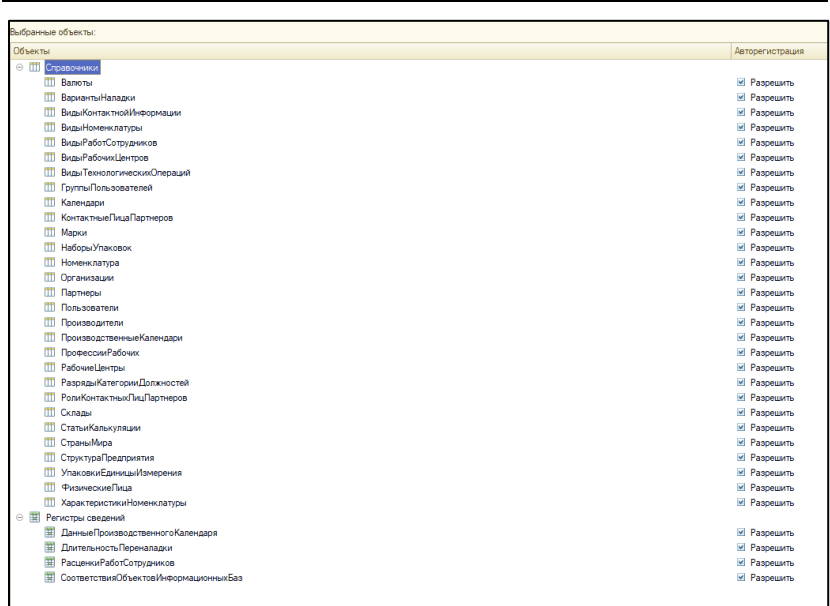 Выбранные объекты:
Объекты Авторегистрация
Справочники
Валюты Разрешить
ВариантыНаладки Разрешить
ВидыКонтактнойИнформации Разрешить
ВидыНоменклатуры Разрешить
ВидыРаботСотрудников Разрешить
ВидыРабочихЦентров Разрешить
ВидыТехнологическихОпераций Разрешить
ГруппыПользователей Разрешить
Календари Разрешить
КонтактныеЛицаПартнеров Разрешить
Марки Разрешить
НаборыУпаковок Разрешить
Номенклатура Разрешить
Организации Разрешить
Партнеры Разрешить
Пользователи Разрешить
Производители Разрешить
ПроизводственныеКалендари Разрешить
ПрофессииРабочих Разрешить
РабочиеЦентры Разрешить
РазрядыКатегорииДолжностей Разрешить
РолиКонтактныхЛицПартнеров Разрешить
Склады Разрешить
СтатьиКалькуляции Разрешить
СтраныМира Разрешить
СтруктураПредприятия Разрешить
УпаковкиЕдиницыИзмерения Разрешить
ФизическиеЛица Разрешить
ХарактеристикиНоменклатуры Разрешить
Регистры сведений
ДанныеПроизводственногоКалендаря Разрешить
ДлительностьПереналадки Разрешить
РасценкиРаботСотрудников Разрешить
СоответствияОбъектовИнформационныхБаз Разрешить